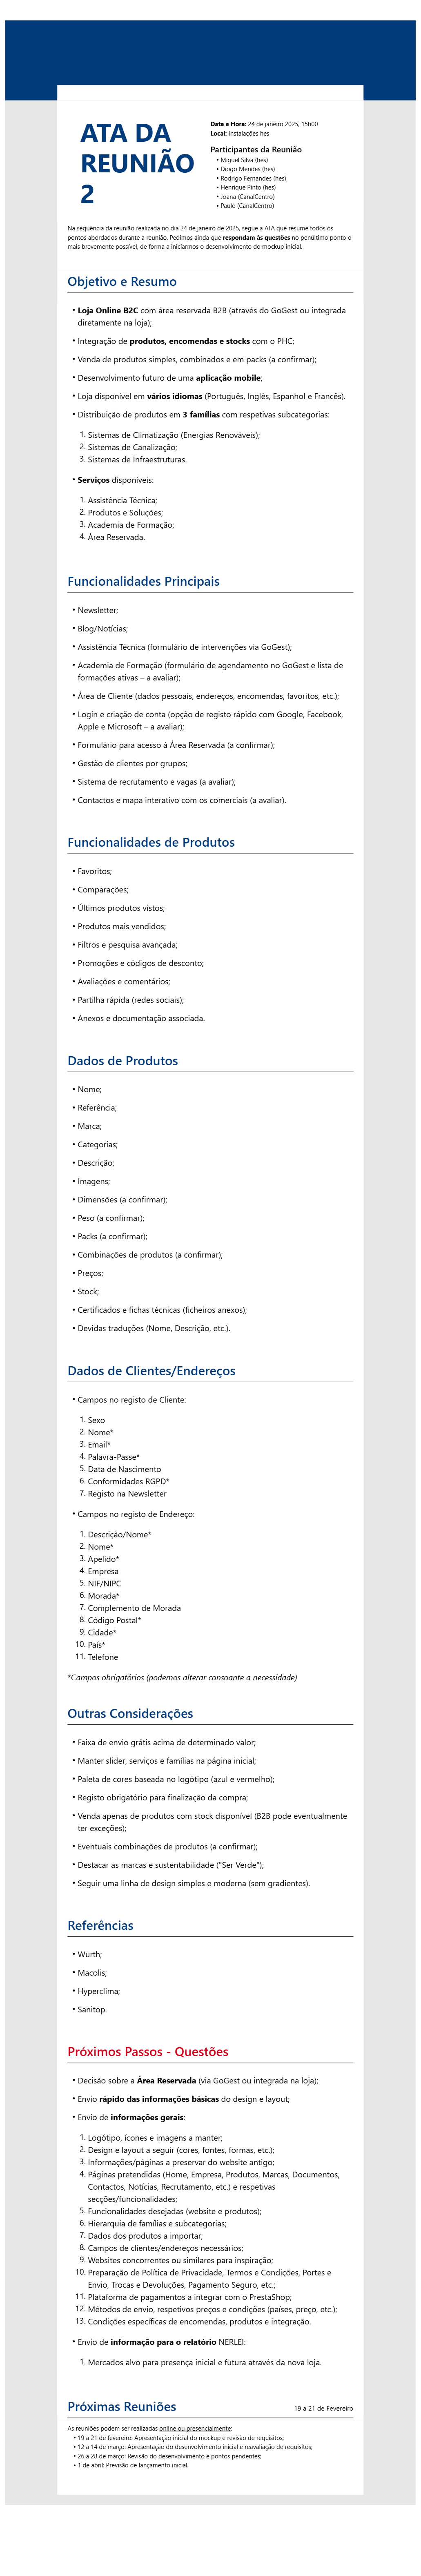 ATA DA
REUNIÃO
2
Data e Hora: 24 de janeiro 2025, 15h00
Local: Instalações hes
Participantes da Reunião
• Miguel Silva (hes)
• Diogo Mendes (hes)
• Rodrigo Fernandes (hes)
• Henrique Pinto (hes)
• Joana (CanalCentro)
• Paulo (CanalCentro)
Na sequência da reunião realizada no dia 24 de janeiro de 2025, segue a ATA que resume todos os
pontos abordados durante a reunião. Pedimos ainda que respondam às questões no penúltimo ponto o
mais brevemente possível, de forma a iniciarmos o desenvolvimento do mockup inicial.
Objetivo e Resumo
• Loja Online B2C com área reservada B2B (através do GoGest ou integrada
diretamente na loja);
• Integração de produtos, encomendas e stocks com o PHC;
• Venda de produtos simples, combinados e em packs (a confirmar);
• Desenvolvimento futuro de uma aplicação mobile;
• Loja disponível em vários idiomas (Português, Inglês, Espanhol e Francês).
• Distribuição de produtos em 3 famílias com respetivas subcategorias:
1. Sistemas de Climatização (Energias Renováveis);
2. Sistemas de Canalização;
3. Sistemas de Infraestruturas.
• Serviços disponíveis:
1. Assistência Técnica;
2. Produtos e Soluções;
3. Academia de Formação;
4. Área Reservada.
Funcionalidades Principais
• Newsletter;
• Blog/Notícias;
• Assistência Técnica (formulário de intervenções via GoGest);
• Academia de Formação (formulário de agendamento no GoGest e lista de
formações ativas – a avaliar);
• Área de Cliente (dados pessoais, endereços, encomendas, favoritos, etc.);
• Login e criação de conta (opção de registo rápido com Google, Facebook,
Apple e Microsoft – a avaliar);
• Formulário para acesso à Área Reservada (a confirmar);
• Gestão de clientes por grupos;
• Sistema de recrutamento e vagas (a avaliar);
• Contactos e mapa interativo com os comerciais (a avaliar).
Funcionalidades de Produtos
• Favoritos;
• Comparações;
• Últimos produtos vistos;
• Produtos mais vendidos;
• Filtros e pesquisa avançada;
• Promoções e códigos de desconto;
• Avaliações e comentários;
• Partilha rápida (redes sociais);
• Anexos e documentação associada.
Dados de Produtos
• Nome;
• Referência;
• Marca;
• Categorias;
• Descrição;
• Imagens;
• Dimensões (a confirmar);
• Peso (a confirmar);
• Packs (a confirmar);
• Combinações de produtos (a confirmar);
• Preços;
• Stock;
• Certificados e fichas técnicas (ficheiros anexos);
• Devidas traduções (Nome, Descrição, etc.).
Dados de Clientes/Endereços
• Campos no registo de Cliente:
1. Sexo
2. Nome*
3. Email*
4. Palavra-Passe*
5. Data de Nascimento
6. Conformidades RGPD*
7. Registo na Newsletter
• Campos no registo de Endereço:
1. Descrição/Nome*
2. Nome*
3. Apelido*
4. Empresa
5. NIF/NIPC
6. Morada*
7. Complemento de Morada
8. Código Postal*
9. Cidade*
10. País*
11. Telefone
*Campos obrigatórios (podemos alterar consoante a necessidade)
Outras Considerações
• Faixa de envio grátis acima de determinado valor;
• Manter slider, serviços e famílias na página inicial;
• Paleta de cores baseada no logótipo (azul e vermelho);
• Registo obrigatório para finalização da compra;
• Venda apenas de produtos com stock disponível (B2B pode eventualmente
ter exceções);
• Eventuais combinações de produtos (a confirmar);
• Destacar as marcas e sustentabilidade ("Ser Verde");
• Seguir uma linha de design simples e moderna (sem gradientes).
Referências
• Wurth;
• Macolis;
• Hyperclima;
• Sanitop.
Próximos Passos - Questões
• Decisão sobre a Área Reservada (via GoGest ou integrada na loja);
• Envio rápido das informações básicas do design e layout;
• Envio de informações gerais:
1. Logótipo, ícones e imagens a manter;
2. Design e layout a seguir (cores, fontes, formas, etc.);
3. Informações/páginas a preservar do website antigo;
4. Páginas pretendidas (Home, Empresa, Produtos, Marcas, Documentos,
Contactos, Notícias, Recrutamento, etc.) e respetivas
secções/funcionalidades;
5. Funcionalidades desejadas (website e produtos);
6. Hierarquia de famílias e subcategorias;
7. Dados dos produtos a importar;
8. Campos de clientes/endereços necessários;
9. Websites concorrentes ou similares para inspiração;
10. Preparação de Política de Privacidade, Termos e Condições, Portes e
Envio, Trocas e Devoluções, Pagamento Seguro, etc.;
11. Plataforma de pagamentos a integrar com o PrestaShop;
12. Métodos de envio, respetivos preços e condições (países, preço, etc.);
13. Condições específicas de encomendas, produtos e integração.
• Envio de informação para o relatório NERLEI:
1. Mercados alvo para presença inicial e futura através da nova loja.
Próximas Reuniões
19 a 21 de Fevereiro
As reuniões podem ser realizadas online ou presencialmente:
• 19 a 21 de fevereiro: Apresentação inicial do mockup e revisão de requisitos;
• 12 a 14 de março: Apresentação do desenvolvimento inicial e reavaliação de requisitos;
• 26 a 28 de março: Revisão do desenvolvimento e pontos pendentes;
• 1 de abril: Previsão de lançamento inicial.